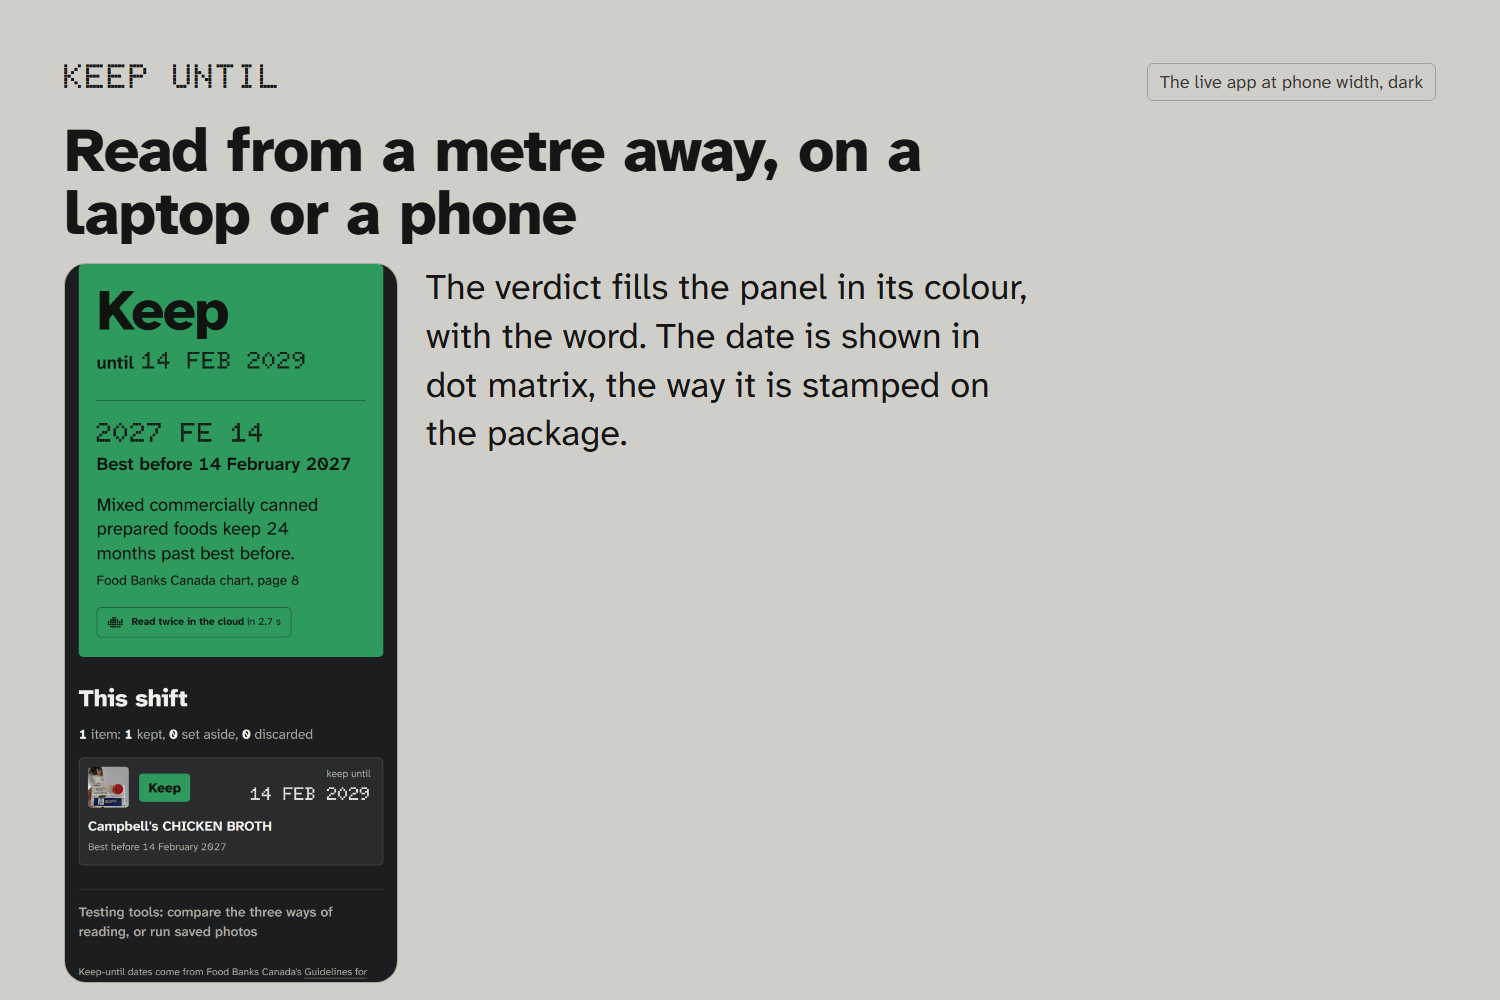 KEEP UNTIL
The live app at phone width, dark
Read from a metre away, on a
laptop or a phone
Keep
until 14 FEB 2029
2027 FE 14
Best before 14 February 2027
Mixed commercially canned
prepared foods keep 24
months past best before.
Food Banks Canada chart, page 8
Read twice in the cloud in 2.7 s
This shift
1 item: 1 kept, 0 set aside, 0 discarded
Keep
keep until
14 FEB 2029
Campbell's CHICKEN BROTH
Best before 14 February 2027
Testing tools: compare the three ways of
reading, or run saved photos
Keep-until dates come from Food Banks Canada's Guidelines for
The verdict fills the panel in its colour,
with the word. The date is shown in
dot matrix, the way it is stamped on
the package.